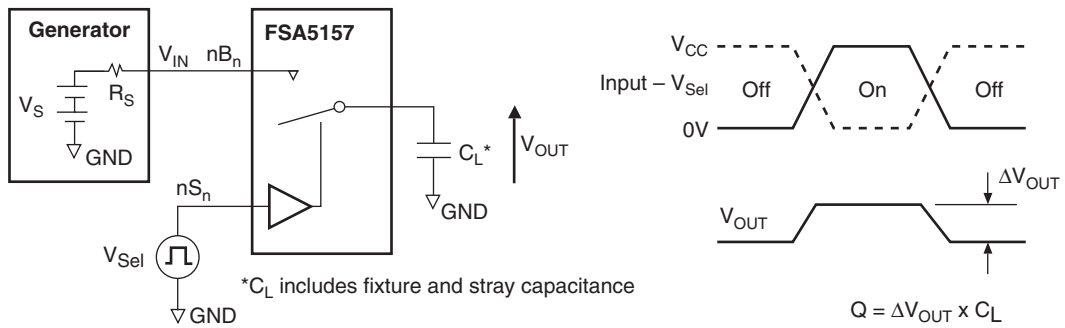 Generator
FSA5157
V_IN nB_n
R_S
V_S
GND
C_L*
V_OUT
GND
nS_n
V_Sel
GND
*C_L includes fixture and stray capacitance
V_CC
Input – V_Sel
Off On Off
0V
V_OUT
ΔV_OUT
Q = ΔV_OUT x C_L